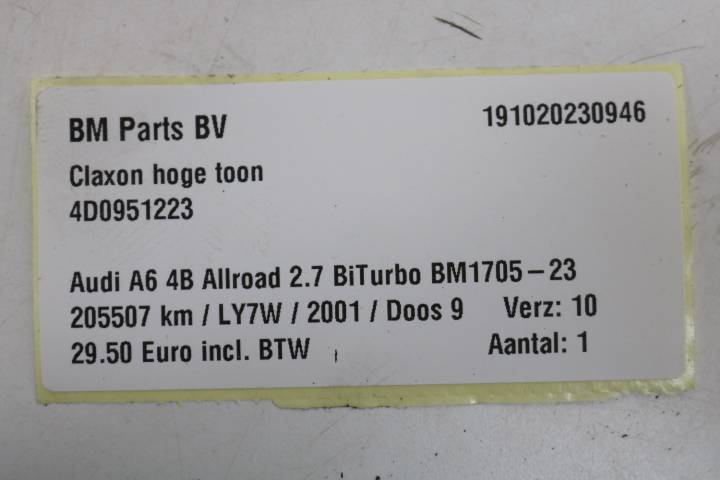 BM Parts BV 191020230946
Claxon hoge toon
4D0951223
Audi A6 4B Allroad 2.7 BiTurbo BM1705-23
205507 km / LY7W / 2001 / Doos 9 Verz: 10
29.50 Euro incl. BTW Aantal: 1